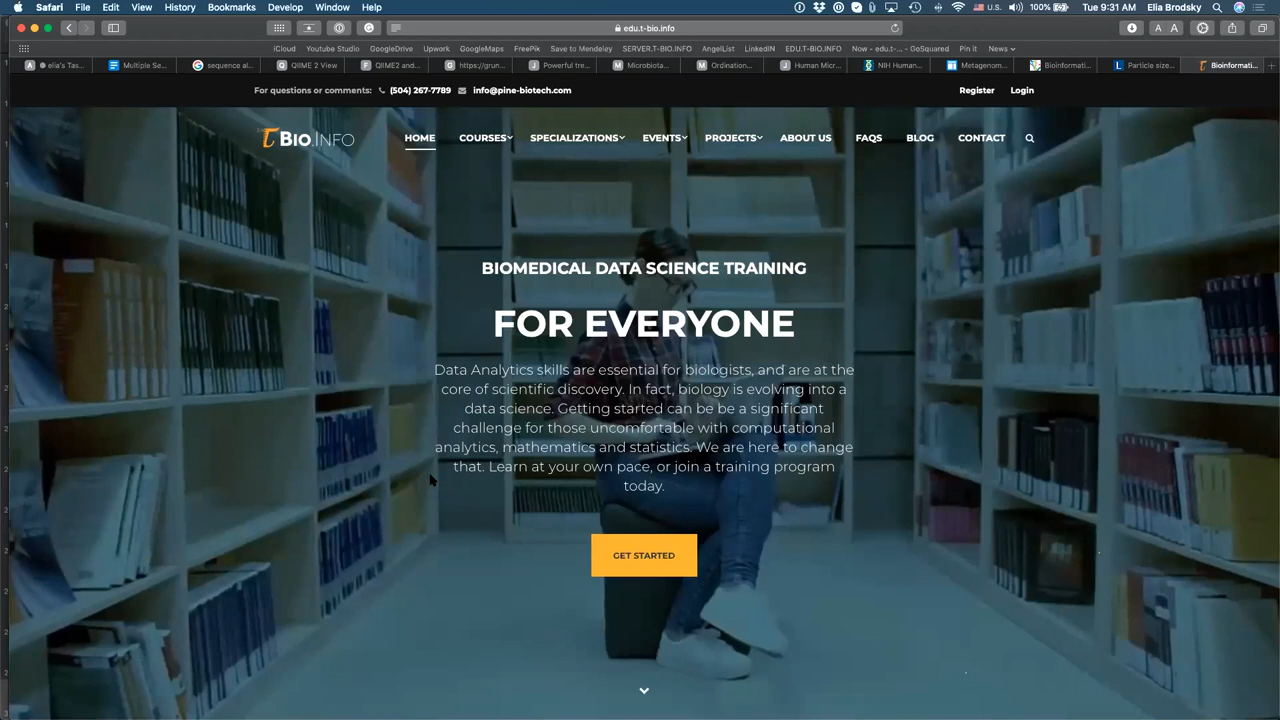 Safari File Edit View History Bookmarks Develop Window Help U.S. 100% Tue 9:31 AM Elia Brodsky
edu.t-bio.info
iCloud Youtube Studio GoogleDrive Upwork GoogleMaps FreePik Save to Mendeley SERVER.T-BIO.INFO AngelList LinkedIn EDU.T-BIO.INFO Now - edu.t-... - GoSquared Pin it News
elia's Tas... Multiple Se... sequence al... QIIME 2 View QIIME2 and... https://grun... Powerful tre... Microbiota... Ordination... Human Micr... NIH Human... Metagenom... Bioinformati... Particle size... Bioinformati...
For questions or comments: (504) 267-7789 info@pine-biotech.com Register Login
BIO.INFO HOME COURSES SPECIALIZATIONS EVENTS PROJECTS ABOUT US FAQS BLOG CONTACT
BIOMEDICAL DATA SCIENCE TRAINING
FOR EVERYONE
Data Analytics skills are essential for biologists, and are at the
core of scientific discovery. In fact, biology is evolving into a
data science. Getting started can be be a significant
challenge for those uncomfortable with computational
analytics, mathematics and statistics. We are here to change
that. Learn at your own pace, or join a training program
today.
GET STARTED